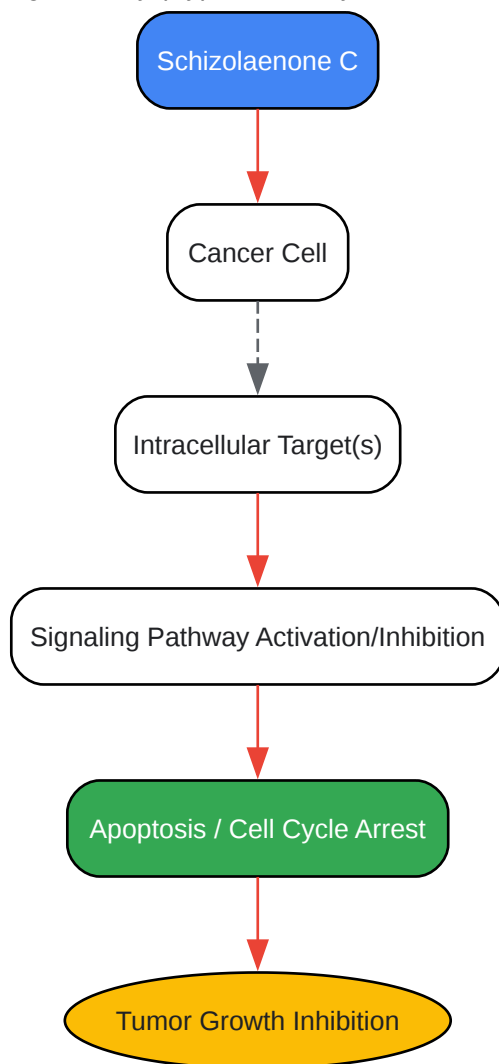 Schizolaenone C
Cancer Cell
Intracellular Target(s)
Signaling Pathway Activation/Inhibition
Apoptosis / Cell Cycle Arrest
Tumor Growth Inhibition